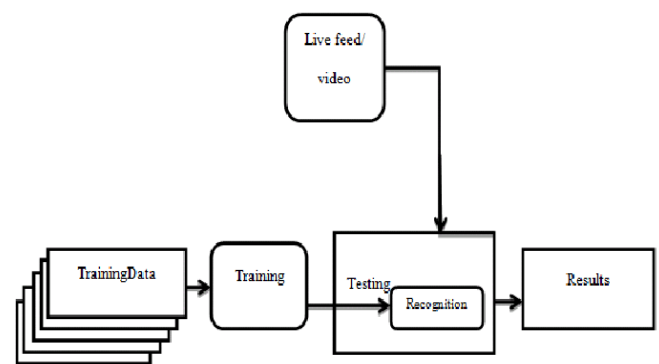 Live feed/
video
TrainingData
Training
Testing
Recognition
Results